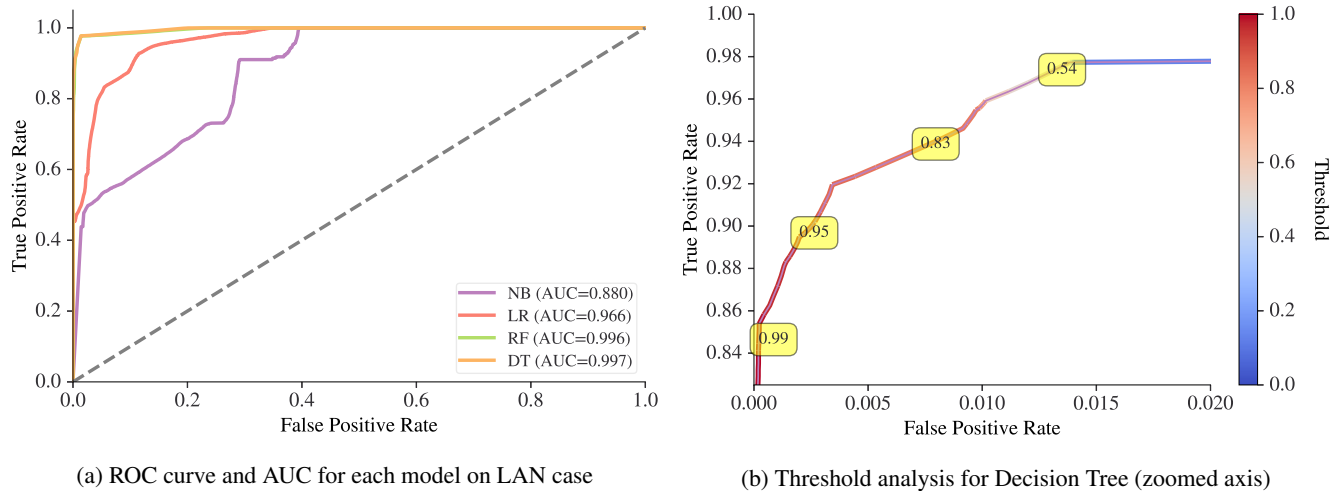 1.0
0.8
0.6
0.4
0.2
0.0
True Positive Rate
0.0 0.2 0.4 0.6 0.8 1.0
False Positive Rate
NB (AUC=0.880)
LR (AUC=0.966)
RF (AUC=0.996)
DT (AUC=0.997)
(a) ROC curve and AUC for each model on LAN case
1.00
0.98
0.96
0.94
0.92
0.90
0.88
0.86
0.84
True Positive Rate
0.54
0.83
0.95
0.99
0.000 0.005 0.010 0.015 0.020
False Positive Rate
1.0
0.8
0.6
0.4
0.2
0.0
Threshold
(b) Threshold analysis for Decision Tree (zoomed axis)